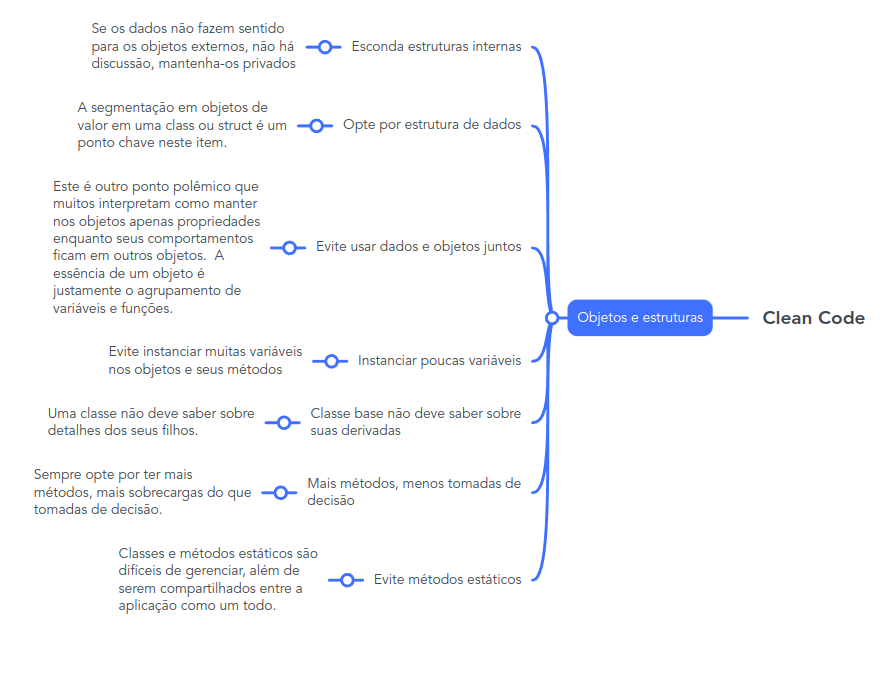 Se os dados não fazem sentido
para os objetos externos, não há
discussão, mantenha-os privados
Esconda estruturas internas
A segmentação em objetos de
valor em uma class ou struct é um
ponto chave neste item.
Opte por estrutura de dados
Este é outro ponto polêmico que
muitos interpretam como manter
nos objetos apenas propriedades
enquanto seus comportamentos
ficam em outros objetos.  A
essência de um objeto é
justamente o agrupamento de
variáveis e funções.
Evite usar dados e objetos juntos
Objetos e estruturas
Clean Code
Evite instanciar muitas variáveis
nos objetos e seus métodos
Instanciar poucas variáveis
Uma classe não deve saber sobre
detalhes dos seus filhos.
Classe base não deve saber sobre
suas derivadas
Sempre opte por ter mais
métodos, mais sobrecargas do que
tomadas de decisão.
Mais métodos, menos tomadas de
decisão
Classes e métodos estáticos são
difíceis de gerenciar, além de
serem compartilhados entre a
aplicação como um todo.
Evite métodos estáticos